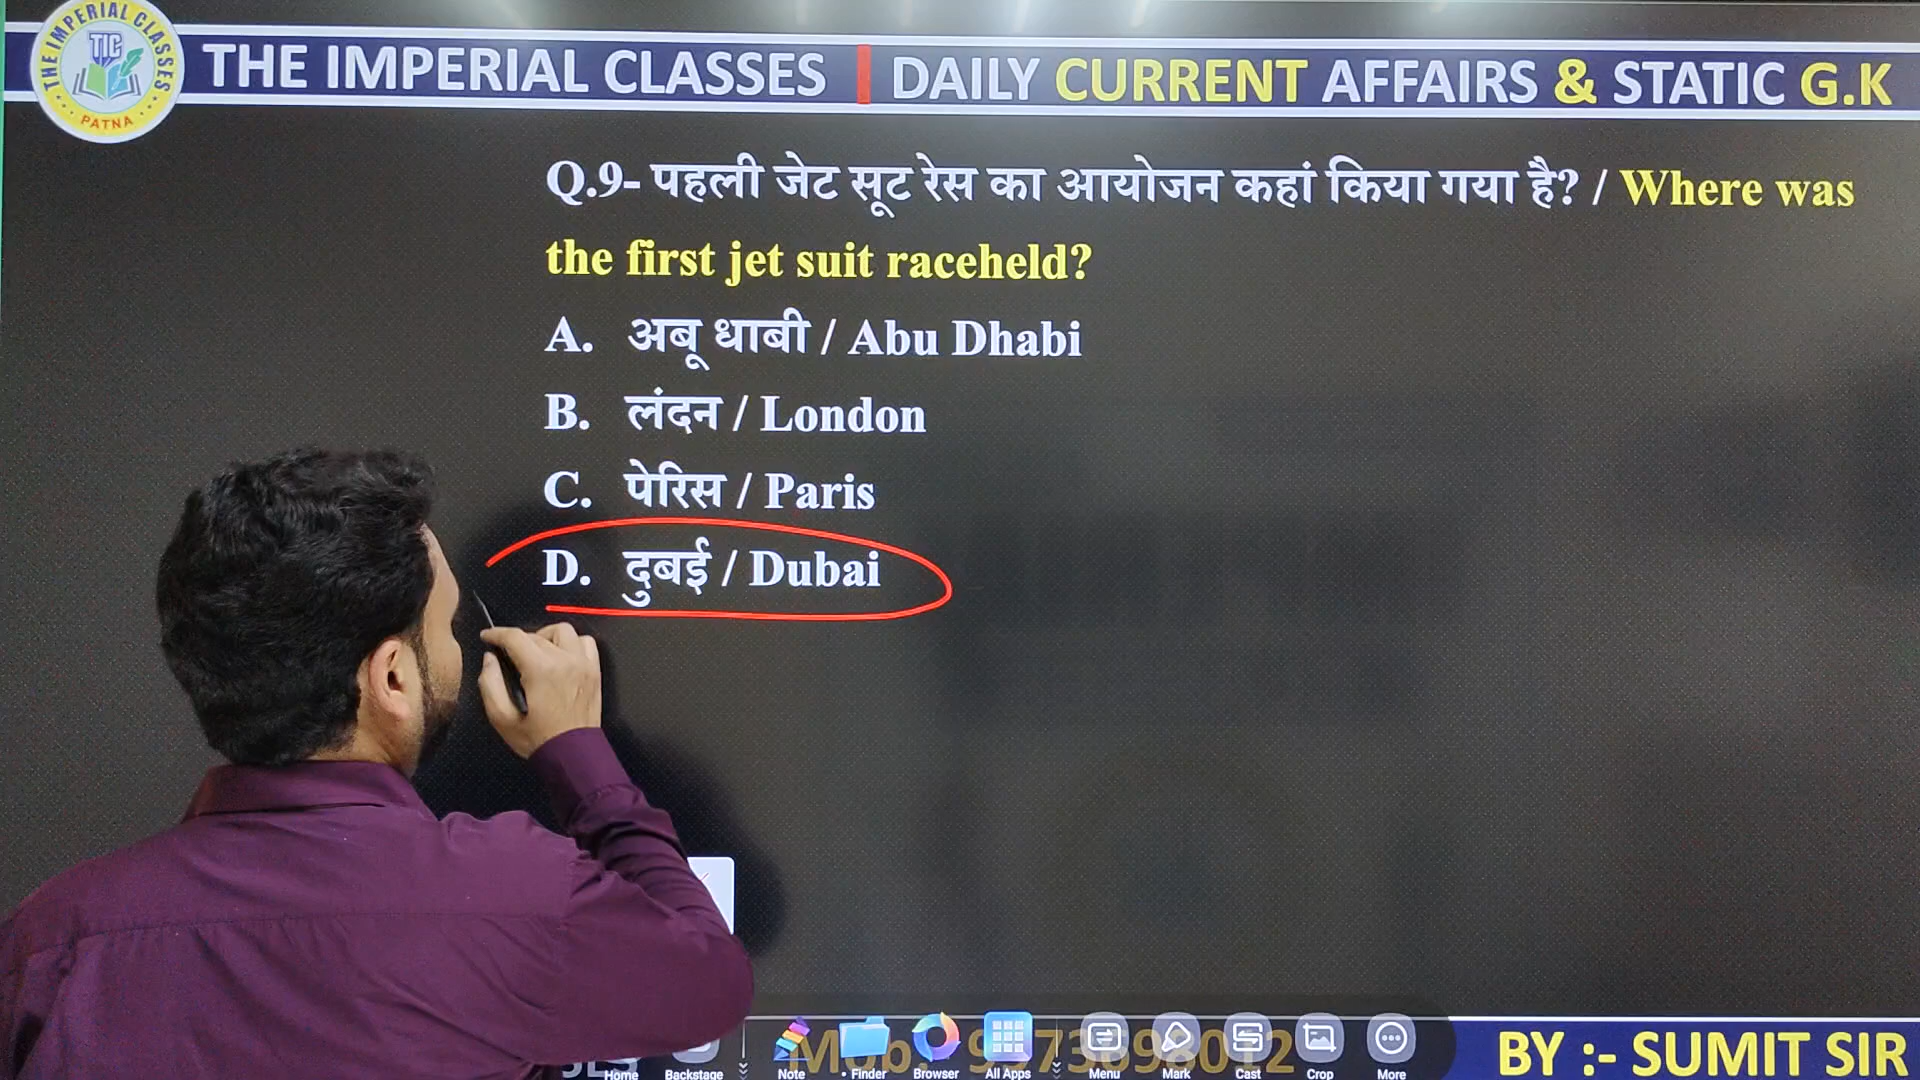 THE IMPERIAL CLASSES
TIC
PATNA
THE IMPERIAL CLASSES | DAILY CURRENT AFFAIRS & STATIC G.K
Q.9- पहली जेट सूट रेस का आयोजन कहां किया गया है? / Where was
the first jet suit raceheld?
A. अबू धाबी / Abu Dhabi
B. लंदन / London
C. पेरिस / Paris
D. दुबई / Dubai
Home Backstage Note Finder Browser All Apps Menu Mark Cast Crop More
BY :- SUMIT SIR